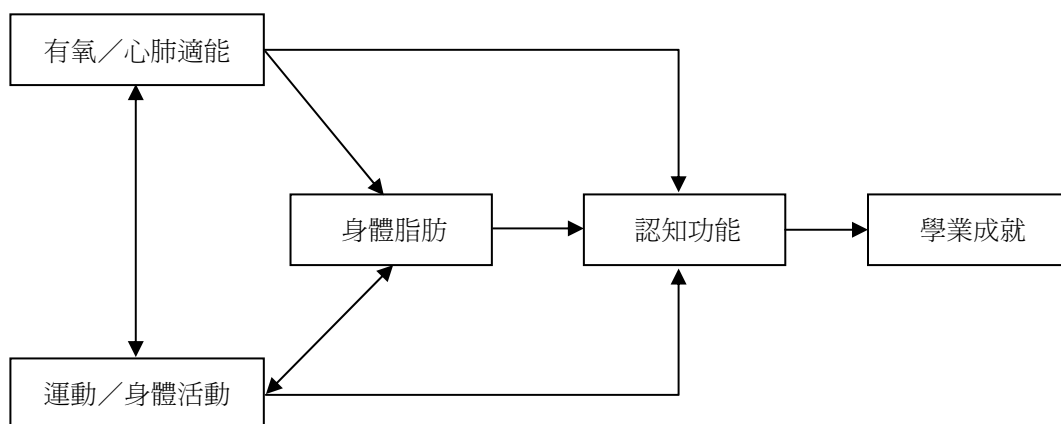 有氧／心肺適能
身體脂肪
認知功能
學業成就
運動／身體活動